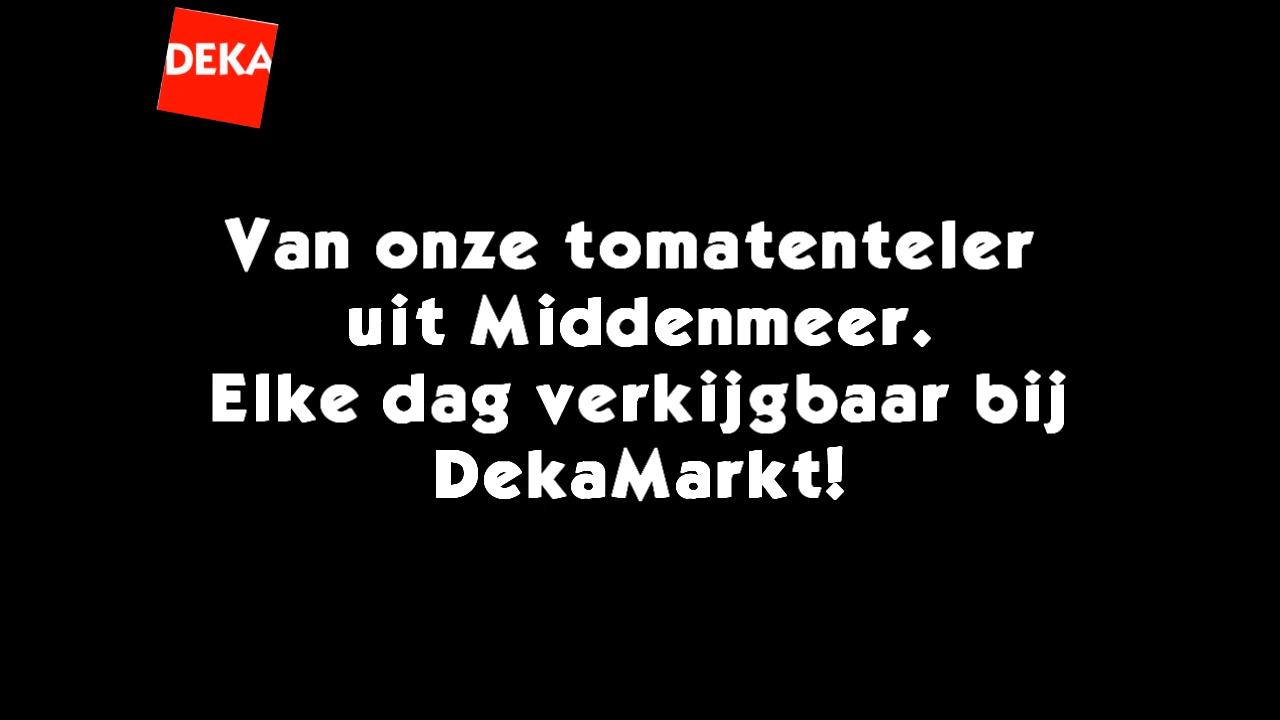 DEKA
Van onze tomatenteler
uit Middenmeer.
Elke dag verkijgbaar bij
DekaMarkt!